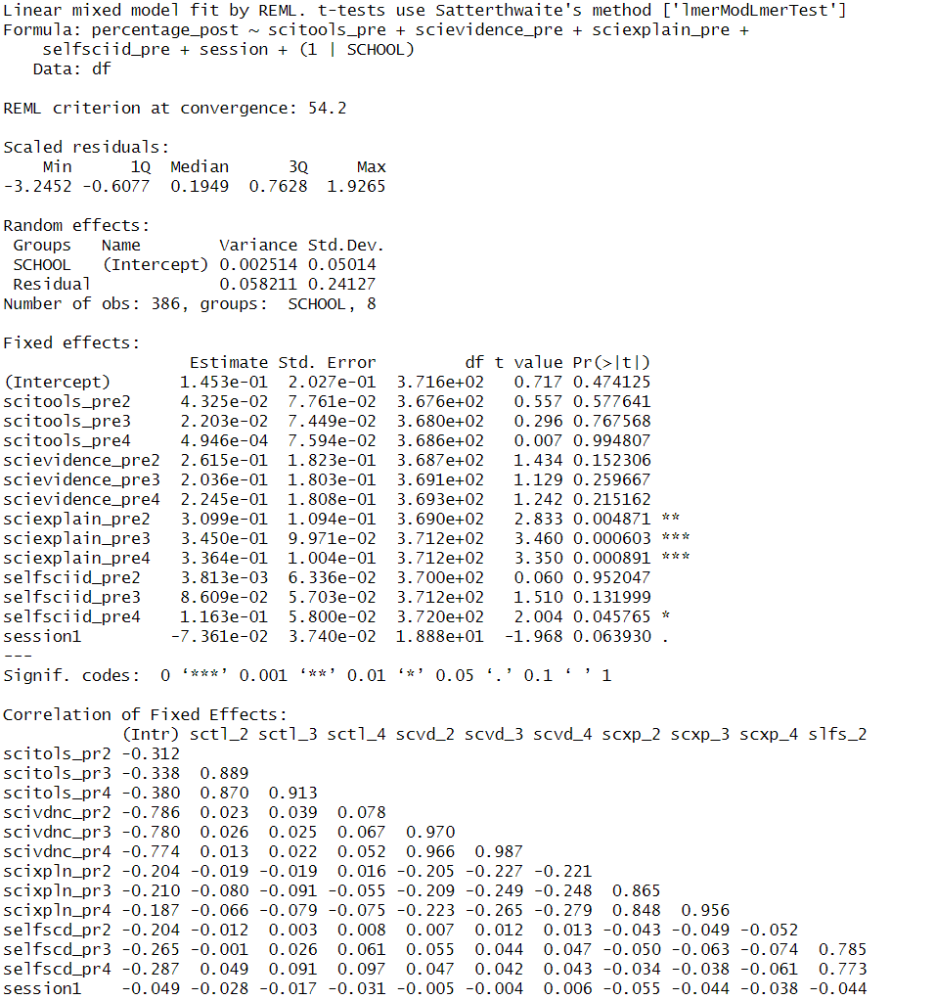 Linear mixed model fit by REML. t-tests use Satterthwaite's method ['lmerModLmerTest']
Formula: percentage_post ~ scitools_pre + scievidence_pre + sciexplain_pre +
    selfsciid_pre + session + (1 | SCHOOL)
   Data: df

REML criterion at convergence: 54.2

Scaled residuals:
    Min      1Q  Median      3Q     Max
-3.2452 -0.6077  0.1949  0.7628  1.9265

Random effects:
 Groups   Name        Variance Std.Dev.
 SCHOOL   (Intercept) 0.002514 0.05014
 Residual             0.058211 0.24127
Number of obs: 386, groups:  SCHOOL, 8

Fixed effects:
                   Estimate Std. Error         df t value Pr(>|t|)
(Intercept)       1.453e-01  2.027e-01  3.716e+02   0.717 0.474125
scitools_pre2     4.325e-02  7.761e-02  3.676e+02   0.557 0.577641
scitools_pre3     2.203e-02  7.449e-02  3.680e+02   0.296 0.767568
scitools_pre4     4.946e-04  7.594e-02  3.686e+02   0.007 0.994807
scievidence_pre2  2.615e-01  1.823e-01  3.687e+02   1.434 0.152306
scievidence_pre3  2.036e-01  1.803e-01  3.691e+02   1.129 0.259667
scievidence_pre4  2.245e-01  1.808e-01  3.693e+02   1.242 0.215162
sciexplain_pre2   3.099e-01  1.094e-01  3.690e+02   2.833 0.004871 **
sciexplain_pre3   3.450e-01  9.971e-02  3.712e+02   3.460 0.000603 ***
sciexplain_pre4   3.364e-01  1.004e-01  3.712e+02   3.350 0.000891 ***
selfsciid_pre2    3.813e-03  6.336e-02  3.700e+02   0.060 0.952047
selfsciid_pre3    8.609e-02  5.703e-02  3.712e+02   1.510 0.131999
selfsciid_pre4    1.163e-01  5.800e-02  3.720e+02   2.004 0.045765 *
session1         -7.361e-02  3.740e-02  1.888e+01  -1.968 0.063930 .
---
Signif. codes:  0 ‘***’ 0.001 ‘**’ 0.01 ‘*’ 0.05 ‘.’ 0.1 ‘ ’ 1

Correlation of Fixed Effects:
            (Intr) sctl_2 sctl_3 sctl_4 scvd_2 scvd_3 scvd_4 scxp_2 scxp_3 scxp_4 slfs_2
scitols_pr2 -0.312
scitols_pr3 -0.338  0.889
scitols_pr4 -0.380  0.870  0.913
scivdnc_pr2 -0.786  0.023  0.039  0.078
scivdnc_pr3 -0.780  0.026  0.025  0.067  0.970
scivdnc_pr4 -0.774  0.013  0.022  0.052  0.966  0.987
scixpln_pr2 -0.204 -0.019 -0.019  0.016 -0.205 -0.227 -0.221
scixpln_pr3 -0.210 -0.080 -0.091 -0.055 -0.209 -0.249 -0.248  0.865
scixpln_pr4 -0.187 -0.066 -0.079 -0.075 -0.223 -0.265 -0.279  0.848  0.956
selfscd_pr2 -0.204 -0.012  0.003  0.008  0.007  0.012  0.013 -0.043 -0.049 -0.052
selfscd_pr3 -0.265 -0.001  0.026  0.061  0.055  0.044  0.047 -0.050 -0.063 -0.074  0.785
selfscd_pr4 -0.287  0.049  0.091  0.097  0.047  0.042  0.043 -0.034 -0.038 -0.061  0.773
session1    -0.049 -0.028 -0.017 -0.031 -0.005 -0.004  0.006 -0.055 -0.044 -0.038 -0.044